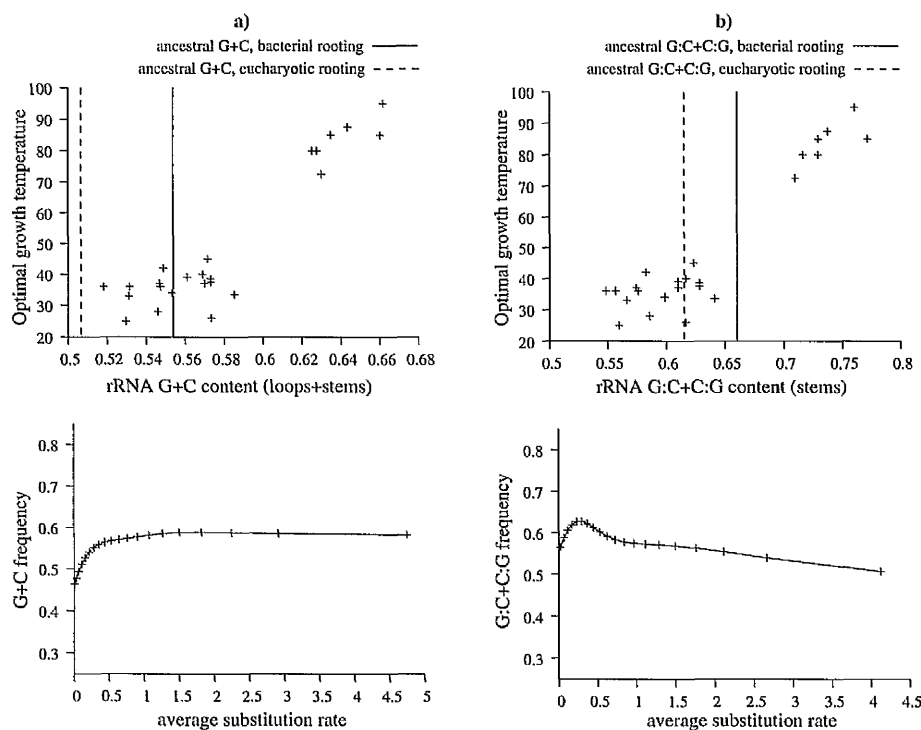 a)
ancestral G+C, bacterial rooting
ancestral G+C, eucharyotic rooting
Optimal growth temperature
100
90
80
70
60
50
40
30
20
0.5 0.52 0.54 0.56 0.58 0.6 0.62 0.64 0.66 0.68
rRNA G+C content (loops+stems)
b)
ancestral G:C+C:G, bacterial rooting
ancestral G:C+C:G, eucharyotic rooting
Optimal growth temperature
100
90
80
70
60
50
40
30
20
0.5 0.6 0.7 0.8
rRNA G:C+C:G content (stems)
G+C frequency
0.8
0.7
0.6
0.5
0.4
0.3
0 0.5 1 1.5 2 2.5 3 3.5 4 4.5 5
average substitution rate
G:C+C:G frequency
0.8
0.7
0.6
0.5
0.4
0.3
0 0.5 1 1.5 2 2.5 3 3.5 4 4.5
average substitution rate